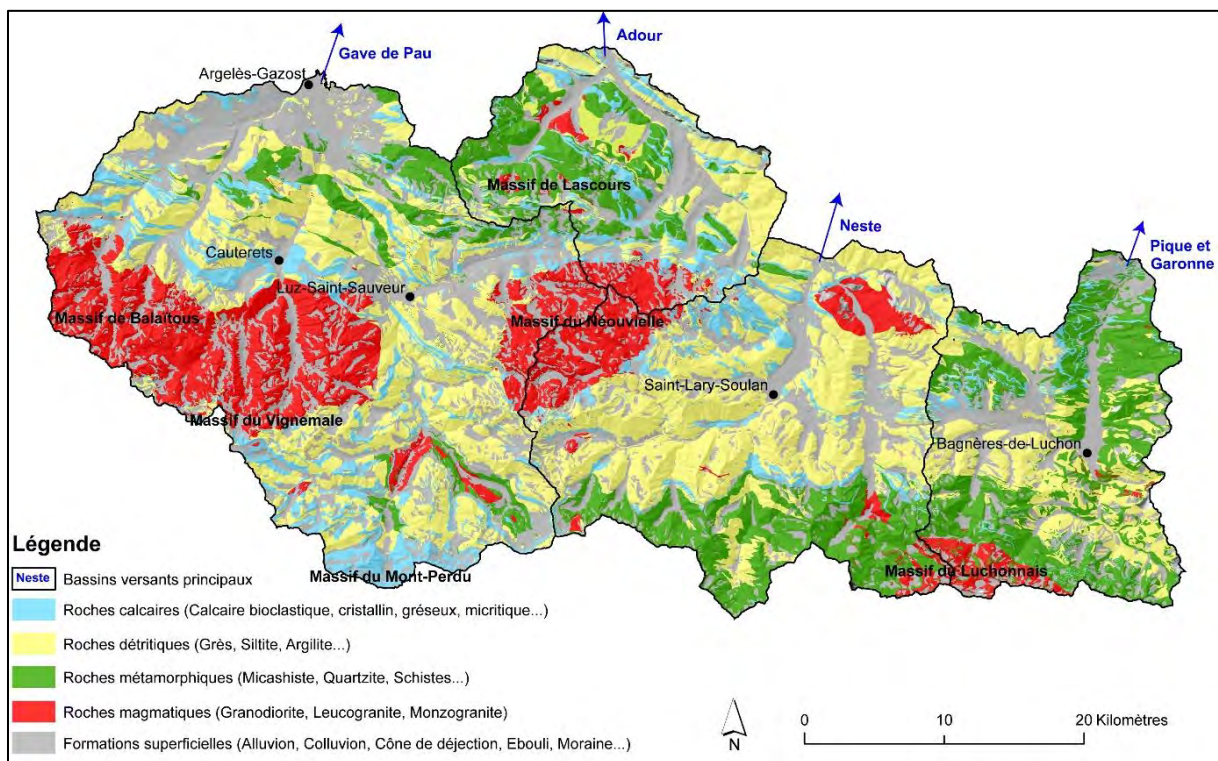 Gave de Pau
Adour
Argelès-Gazost
Massif de Lascours
Neste
Pique et
Garonne
Cauterets
Luz-Saint-Sauveur
Massif de Balaïtous
Massif du Néouvielle
Saint-Lary-Soulan
Massif du Vignemale
Bagnères-de-Luchon
Massif du Mont-Perdu
Massif du Luchonnais
Légende
Neste Bassins versants principaux
Roches calcaires (Calcaire bioclastique, cristallin, gréseux, micritique...)
Roches détritiques (Grès, Siltite, Argilite...)
Roches métamorphiques (Micashiste, Quartzite, Schistes...)
Roches magmatiques (Granodiorite, Leucogranite, Monzogranite)
Formations superficielles (Alluvion, Colluvion, Cône de déjection, Ebouli, Moraine...)
N
0 10 20 Kilomètres